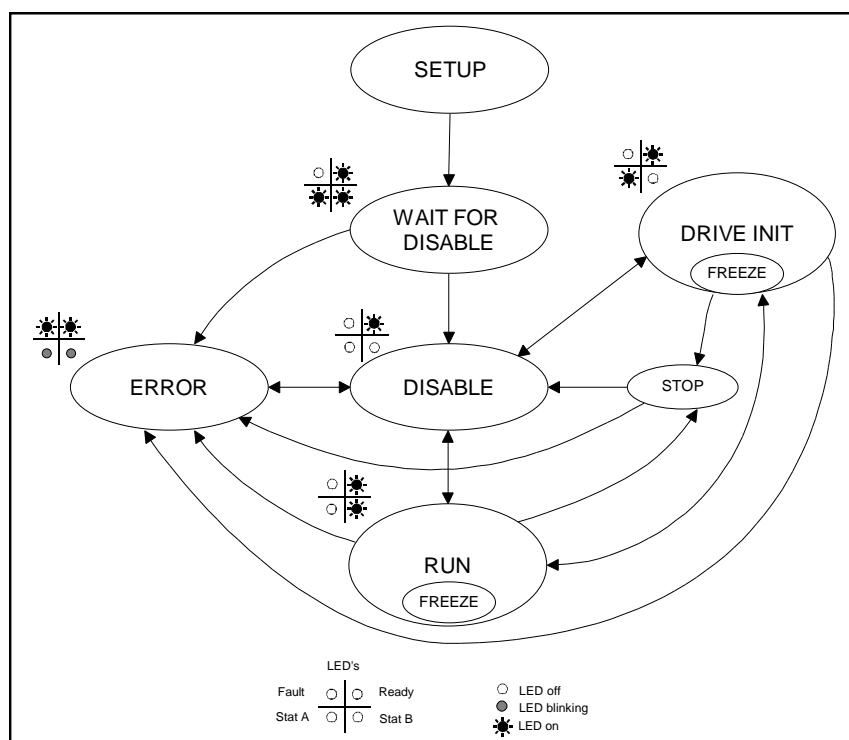 SETUP
WAIT FOR
DISABLE
DRIVE INIT
FREEZE
ERROR
DISABLE
STOP
RUN
FREEZE
LED's
Fault
Ready
Stat A
Stat B
LED off
LED blinking
LED on